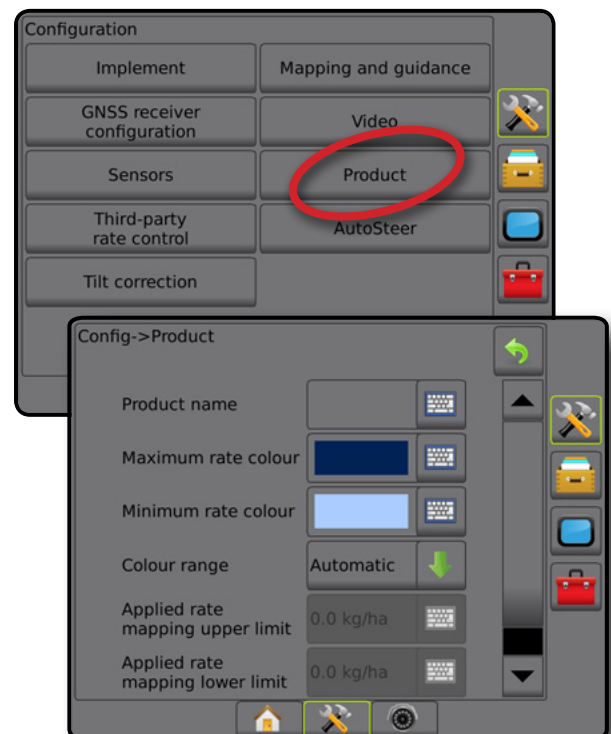 Configuration
Implement
Mapping and guidance
GNSS receiver
configuration
Video
Sensors
Product
Third-party
rate control
AutoSteer
Tilt correction
Config->Product
Product name
Maximum rate colour
Minimum rate colour
Colour range
Automatic
Applied rate
mapping upper limit
0.0 kg/ha
Applied rate
mapping lower limit
0.0 kg/ha